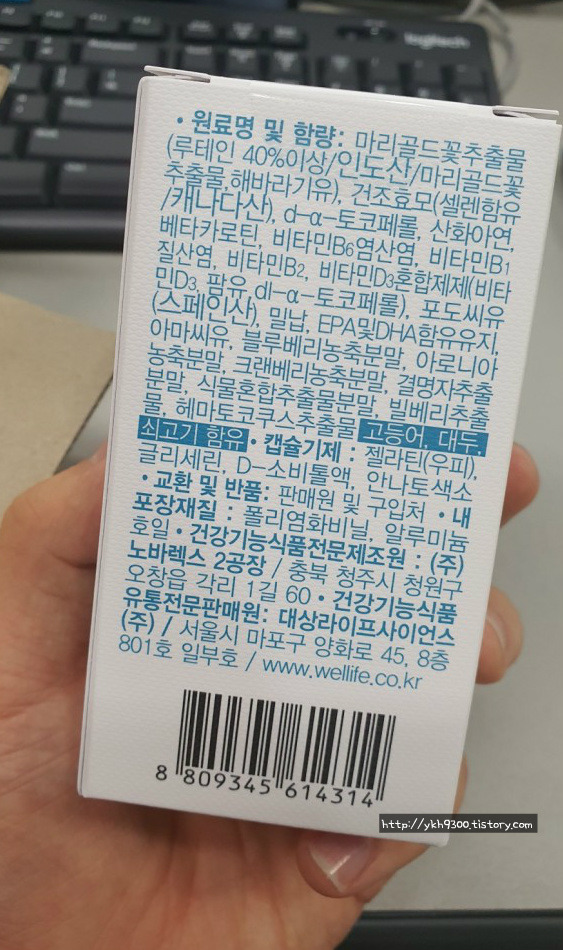 logitech
• 원료명 및 함량: 마리골드꽃추출물
(루테인 40%이상/인도산/마리골드꽃
추출물,해바라기유), 건조효모(셀렌함유
/캐나다산), d-α-토코페롤, 산화아연,
베타카로틴, 비타민B6염산염, 비타민B1
질산염, 비타민B2, 비타민D3혼합제제(비타
민D3, 팜유, dl-α-토코페롤), 포도씨유
(스페인산), 밀납, EPA및DHA함유유지,
아마씨유, 블루베리농축분말, 아로니아
농축분말, 크랜베리농축분말, 결명자추출
분말, 식물혼합추출물분말, 빌베리추출
물, 헤마토코쿠스추출물 고등어, 대두,
쇠고기 함유 • 캡슐기제 : 젤라틴(우피),
글리세린, D-소비톨액, 안나토색소
• 교환 및 반품: 판매원 및 구입처 • 내
포장재질 : 폴리염화비닐, 알루미늄
호일 • 건강기능식품전문제조원 : (주)
노바렉스 2공장 / 충북 청주시 청원구
오창읍 각리 1길 60 • 건강기능식품
유통전문판매원: 대상라이프사이언스
(주) / 서울시 마포구 양화로 45, 8층
801호 일부호 / www.wellife.co.kr
8 809345 614314
http://ykh9300.tistory.com